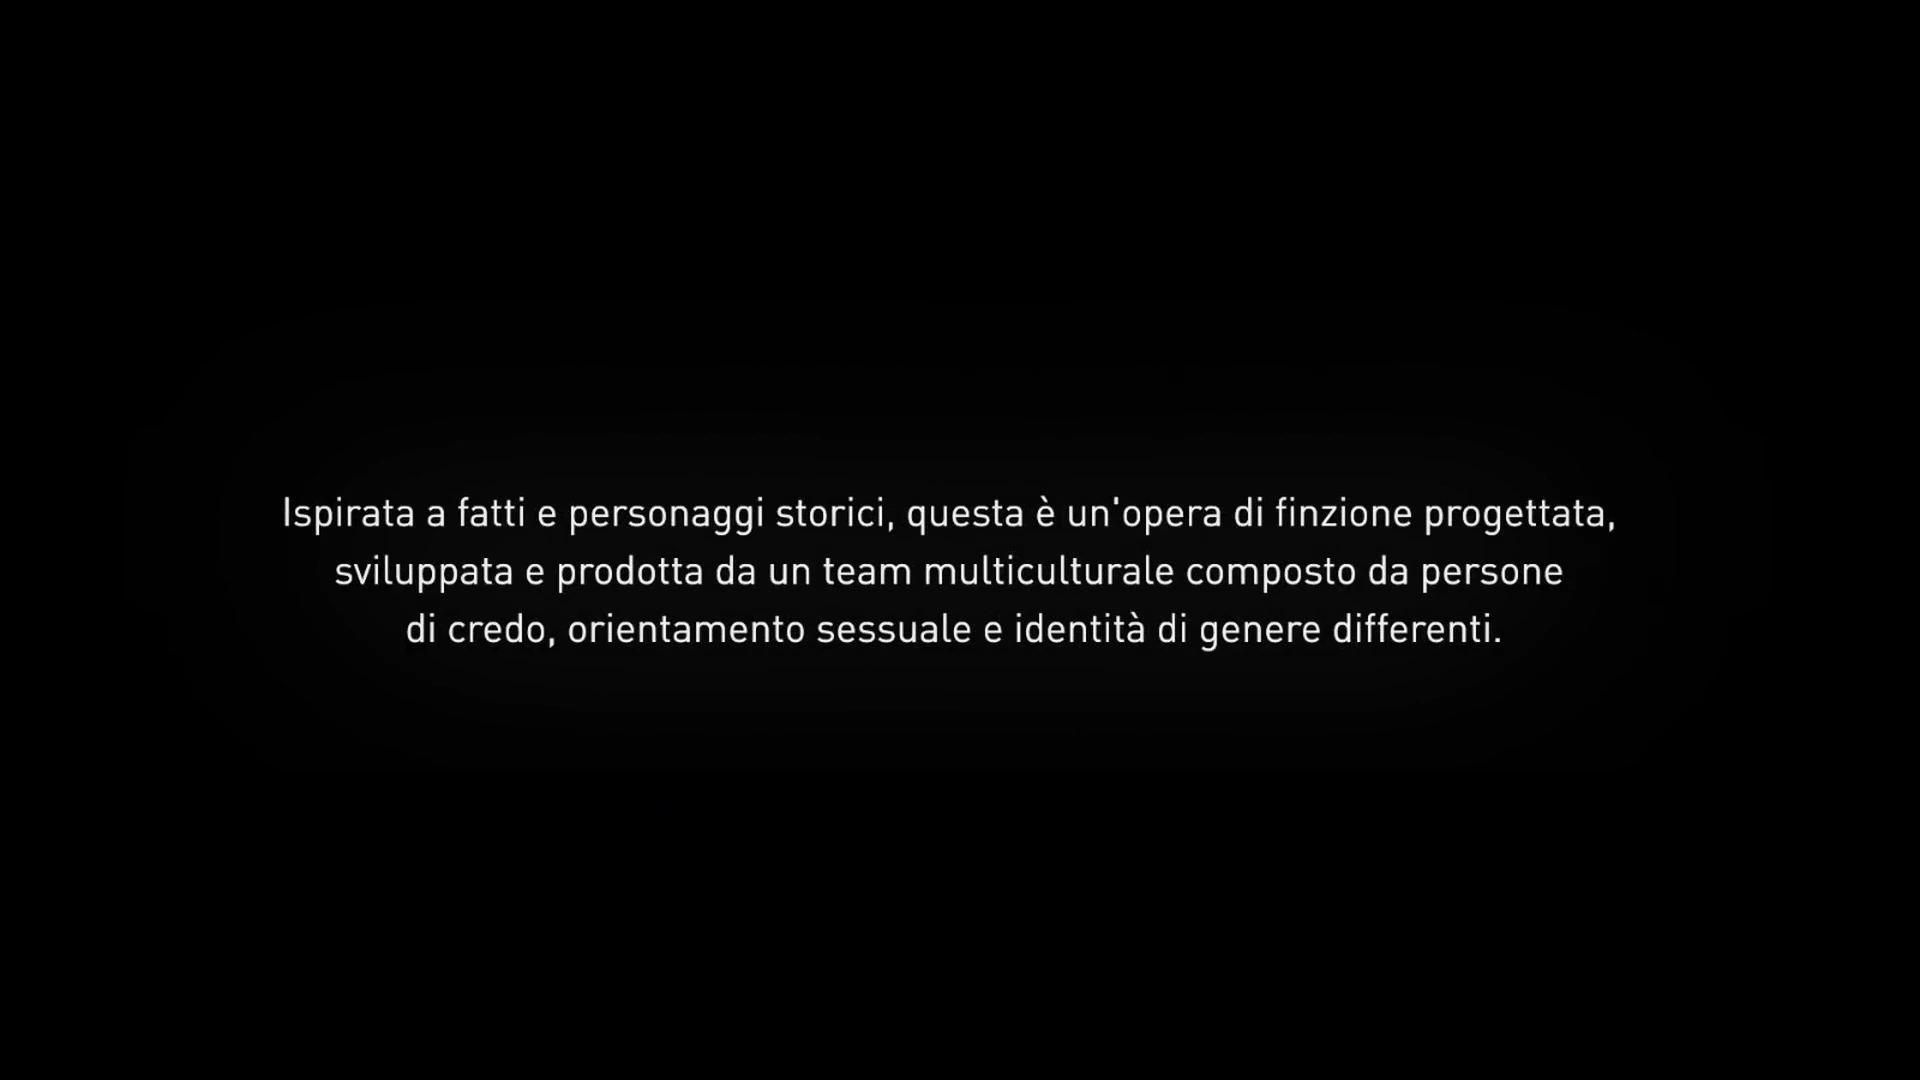 Ispirata a fatti e personaggi storici, questa è un'opera di finzione progettata,
sviluppata e prodotta da un team multiculturale composto da persone
di credo, orientamento sessuale e identità di genere differenti.